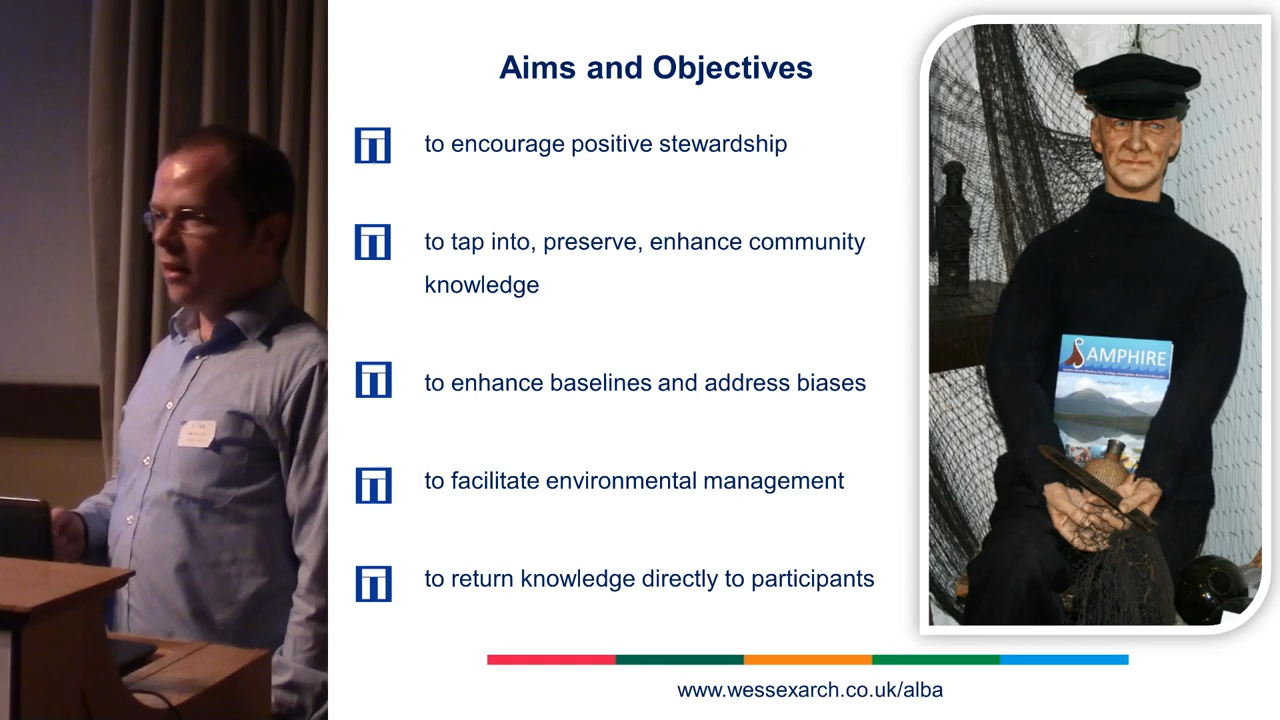 Aims and Objectives
to encourage positive stewardship
to tap into, preserve, enhance community
knowledge
to enhance baselines and address biases
to facilitate environmental management
to return knowledge directly to participants
SAMPHIRE
www.wessexarch.co.uk/alba